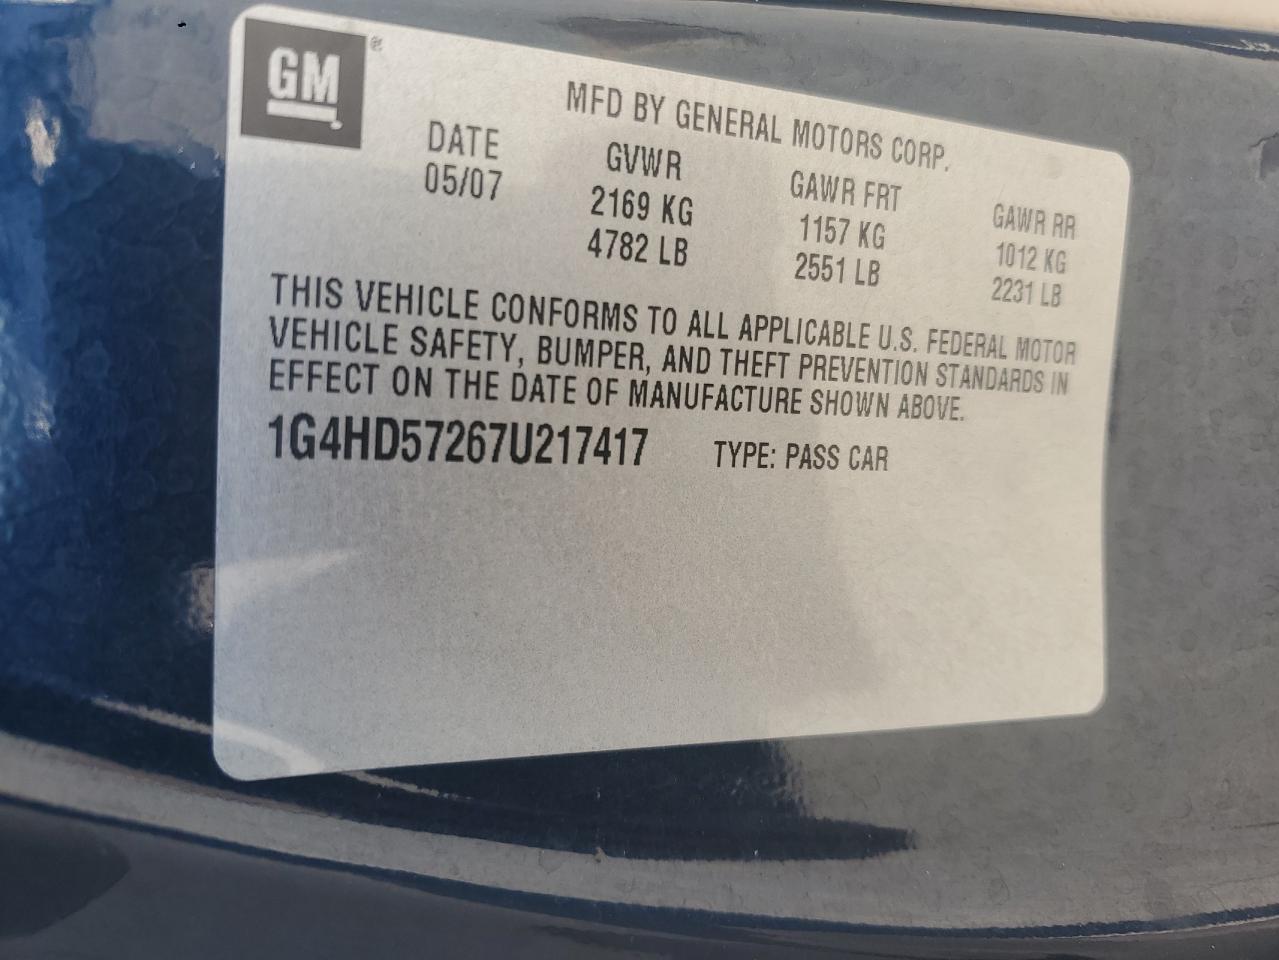 GM®
MFD BY GENERAL MOTORS CORP.
DATE GVWR GAWR FRT GAWR RR
05/07 2169 KG 1157 KG 1012 KG
4782 LB 2551 LB 2231 LB
THIS VEHICLE CONFORMS TO ALL APPLICABLE U.S. FEDERAL MOTOR
VEHICLE SAFETY, BUMPER, AND THEFT PREVENTION STANDARDS IN
EFFECT ON THE DATE OF MANUFACTURE SHOWN ABOVE.
1G4HD57267U217417 TYPE: PASS CAR